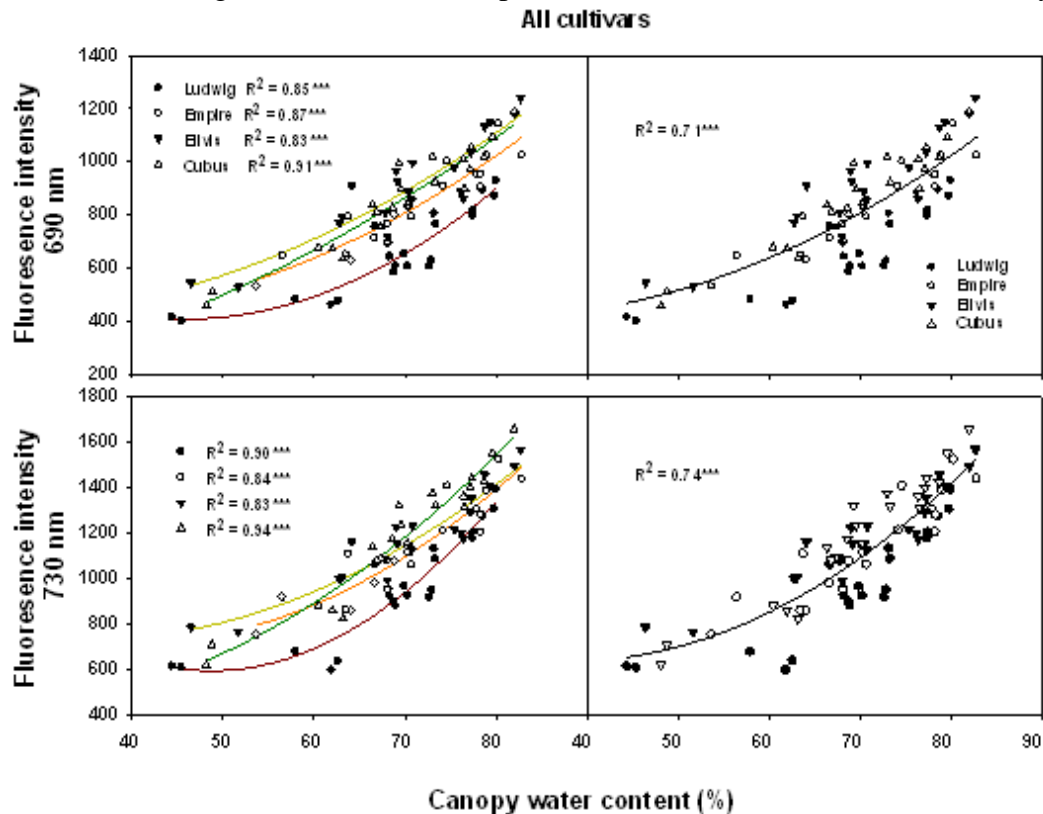 All cultivars
Fluoresence intensity
690 nm
1400
1200
1000
800
600
400
200
Ludwig R² = 0.85***
Empire R² = 0.87***
Ellvis R² = 0.83***
Cubus R² = 0.91***
R² = 0.71***
Ludwig
Empire
Ellvis
Cubus
Fluoresence intensity
730 nm
1800
1600
1400
1200
1000
800
600
400
R² = 0.90***
R² = 0.84***
R² = 0.83***
R² = 0.94***
R² = 0.74***
40 50 60 70 80 40 50 60 70 80 90
Canopy water content (%)